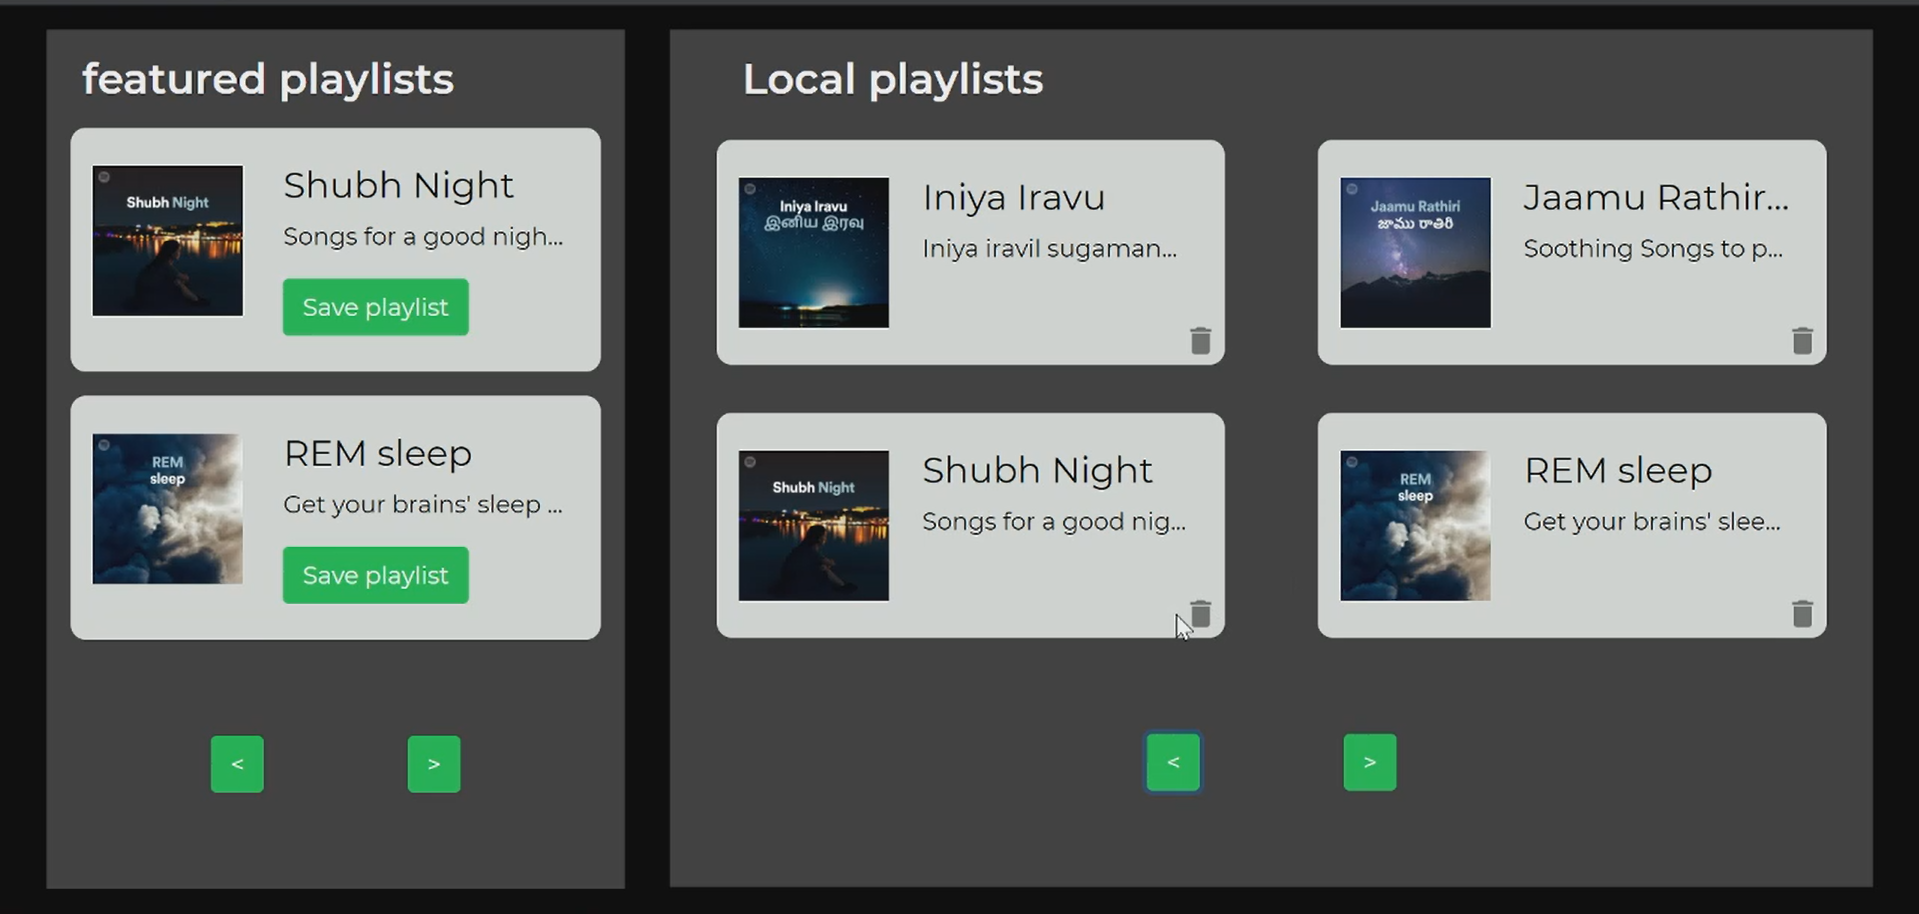 featured playlists
Shubh Night
Shubh Night
Songs for a good nigh...
Save playlist
REM
sleep
REM sleep
Get your brains' sleep ...
Save playlist
<
>
Local playlists
Iniya Iravu
இனிய இரவு
Iniya Iravu
Iniya iravil sugaman...
Jaamu Rathiri
జాము రాతిరి
Jaamu Rathir...
Soothing Songs to p...
Shubh Night
Shubh Night
Songs for a good nig...
REM
sleep
REM sleep
Get your brains' slee...
<
>